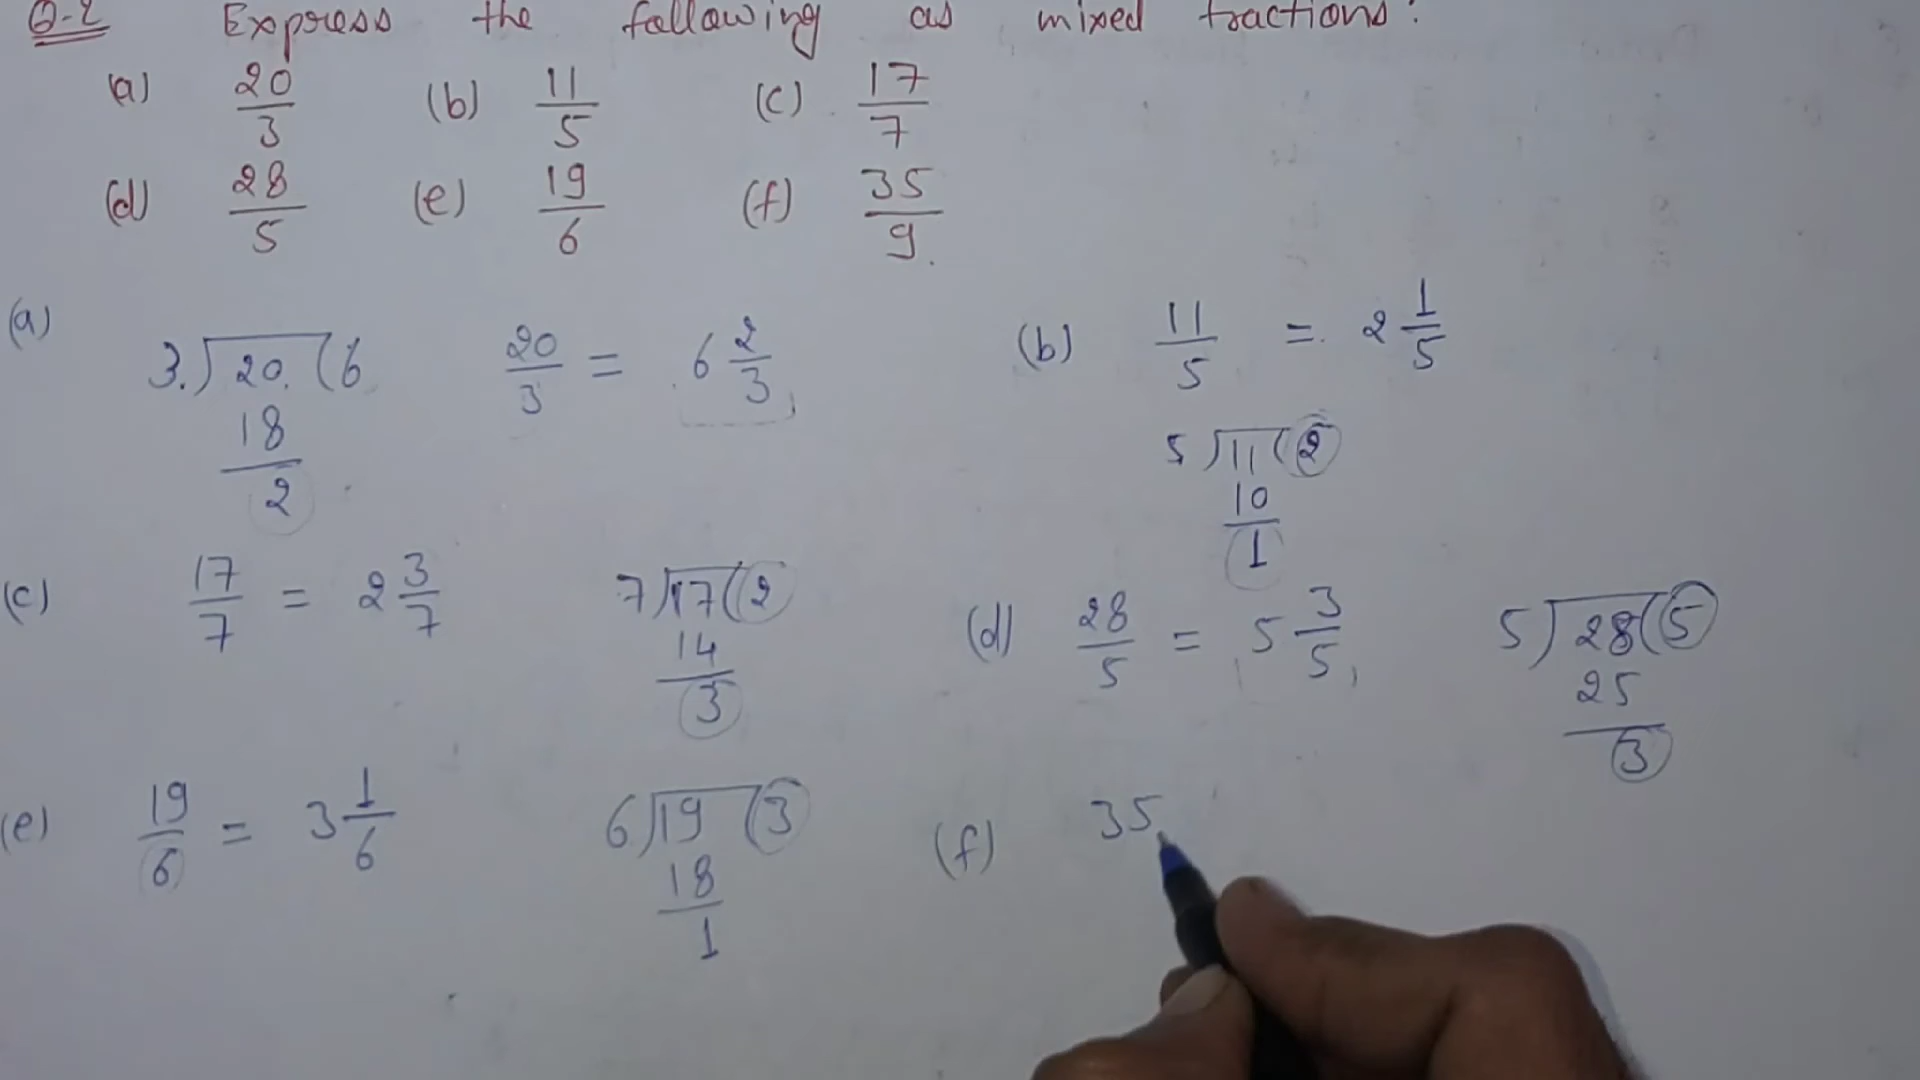 Q-2 Express the following as mixed fractions:
(a) 20/3 (b) 11/5 (c) 17/7
(d) 28/5 (e) 19/6 (f) 35/9.
(a) 3.) 20. (6 20/3 = 6 2/3
18
2
(b) 11/5 = 2 1/5
5) 11 (2
10
1
(c) 17/7 = 2 3/7 7) 17 (2
14
3
(d) 28/5 = 5 3/5, 5) 28 (5
25
3
(e) 19/6 = 3 1/6 6) 19 (3
18
1
(f) 35